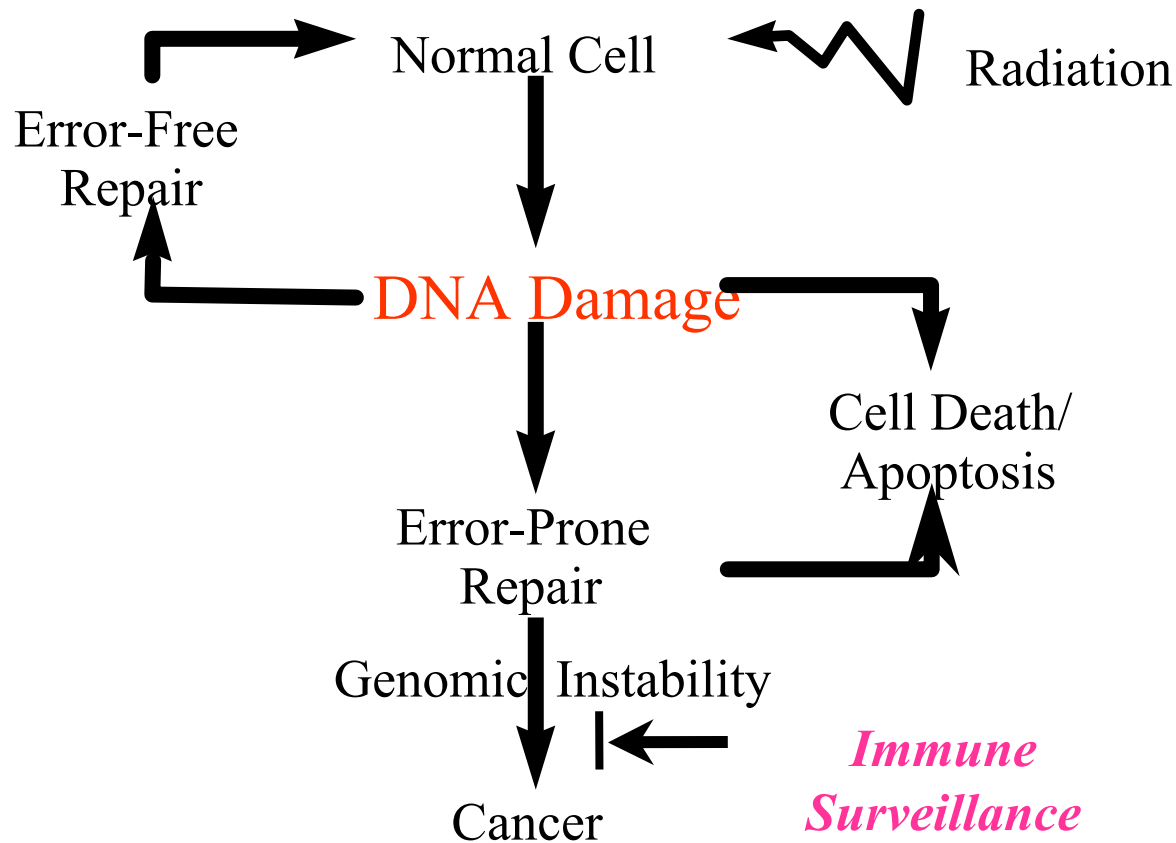 Normal Cell
Radiation
Error-Free
Repair
DNA Damage
Cell Death/
Apoptosis
Error-Prone
Repair
Genomic Instability
Immune
Surveillance
Cancer